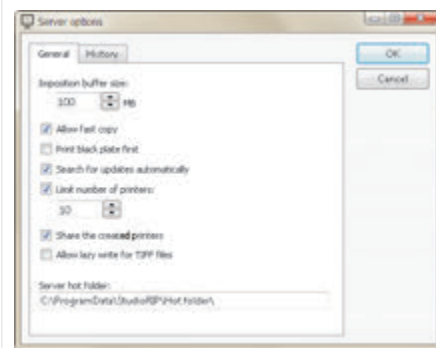 Server options
General History
OK
Cancel
Imposition buffer size:
100 MB
Allow fast copy
Print black plate first
Search for updates automatically
Limit number of printers:
10
Share the created printers
Allow lazy write for TIFF files
Server hot folder:
C:\ProgramData\StudioRIP\Hot folder\